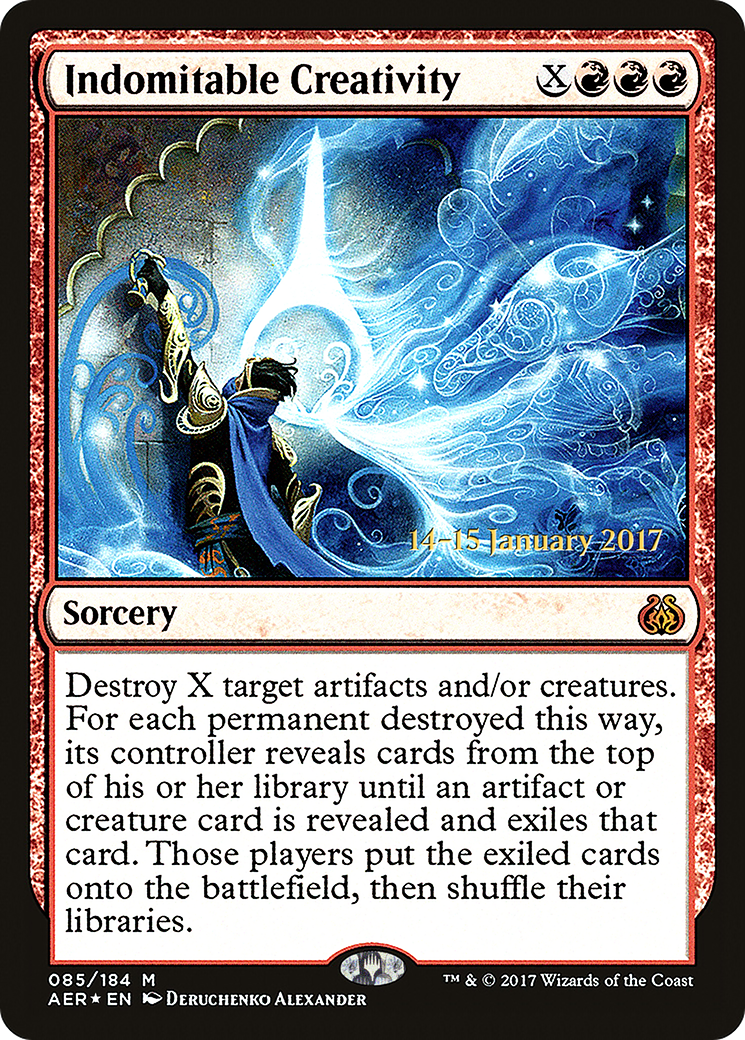 Indomitable Creativity X
14–15 January 2017
Sorcery
Destroy X target artifacts and/or creatures.
For each permanent destroyed this way,
its controller reveals cards from the top
of his or her library until an artifact or
creature card is revealed and exiles that
card. Those players put the exiled cards
onto the battlefield, then shuffle their
libraries.
085/184 M
™ & © 2017 Wizards of the Coast
AER★EN Deruchenko Alexander